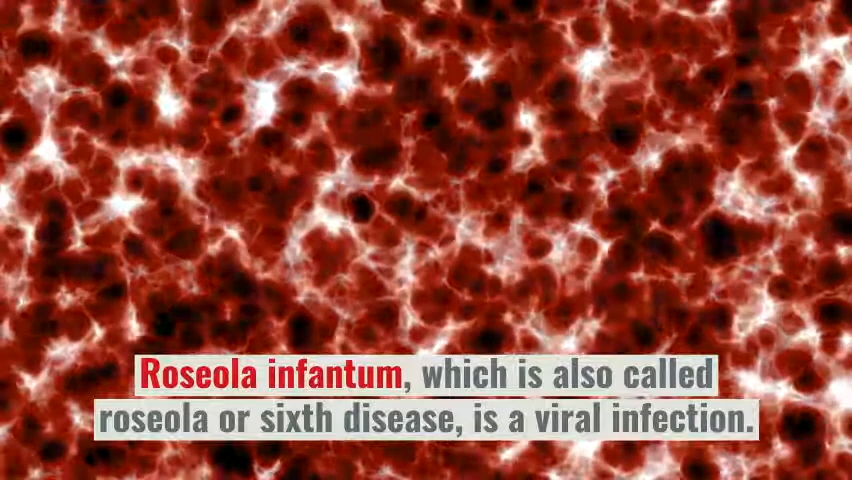 Roseola infantum, which is also called
roseola or sixth disease, is a viral infection.